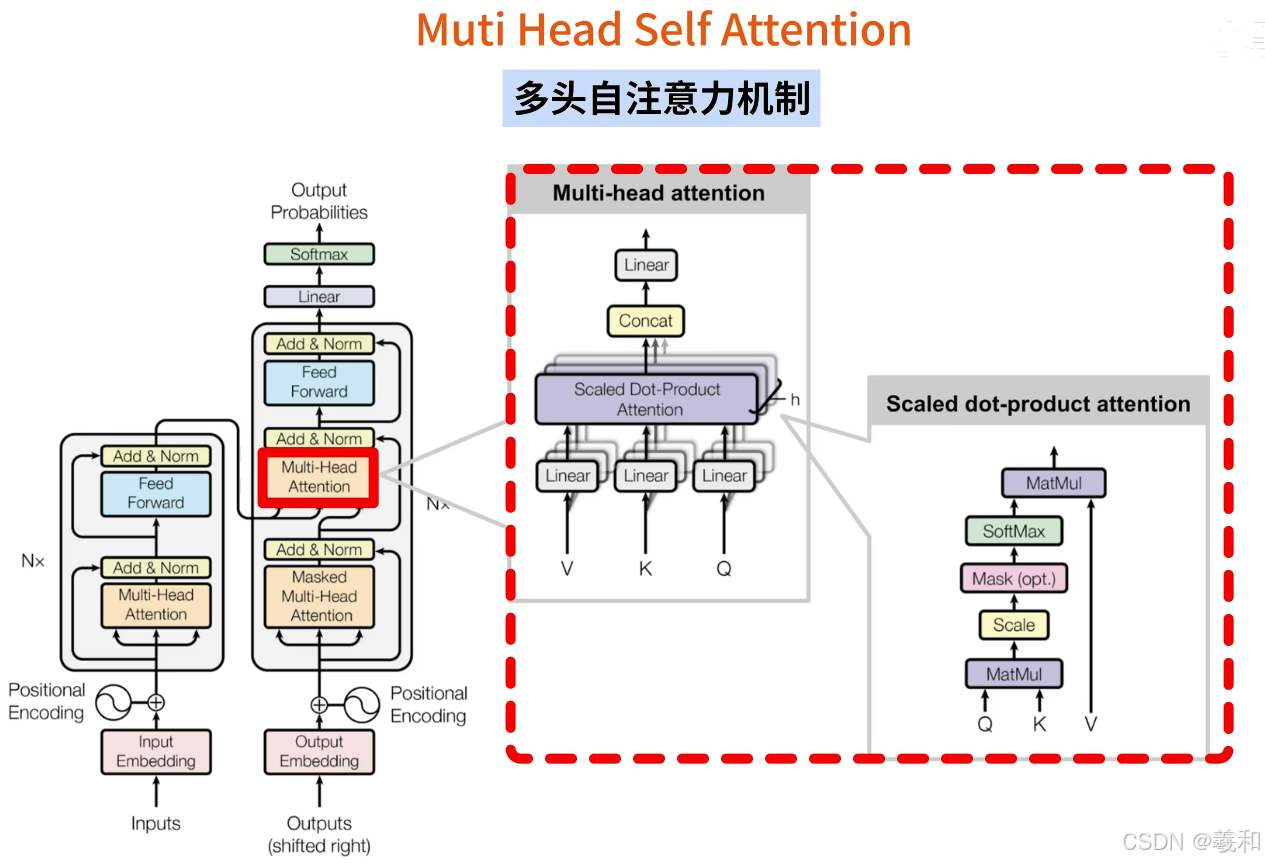 Muti Head Self Attention
多头自注意力机制
Output
Probabilities
Softmax
Linear
Add & Norm
Feed
Forward
Add & Norm
Multi-Head
Attention
Nx
Add & Norm
Masked
Multi-Head
Attention
Add & Norm
Feed
Forward
Nx
Add & Norm
Multi-Head
Attention
Positional
Encoding
Positional
Encoding
Input
Embedding
Output
Embedding
Inputs
Outputs
(shifted right)
Multi-head attention
Linear
Concat
Scaled Dot-Product
Attention
h
Linear
Linear
Linear
V
K
Q
Scaled dot-product attention
MatMul
SoftMax
Mask (opt.)
Scale
MatMul
Q
K
V
CSDN @羲和